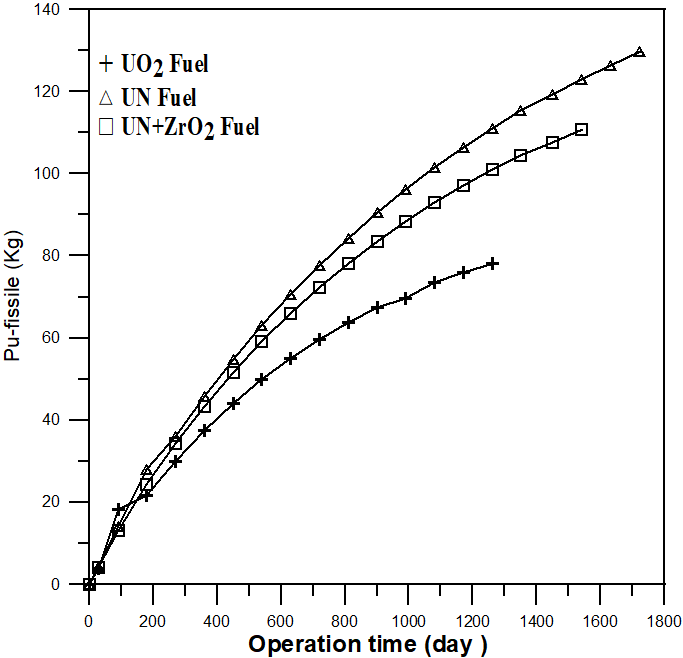 140
120
100
80
60
40
20
0
Pu-fissile (Kg)
UO2 Fuel
UN Fuel
UN+ZrO2 Fuel
0 200 400 600 800 1000 1200 1400 1600 1800
Operation time (day )